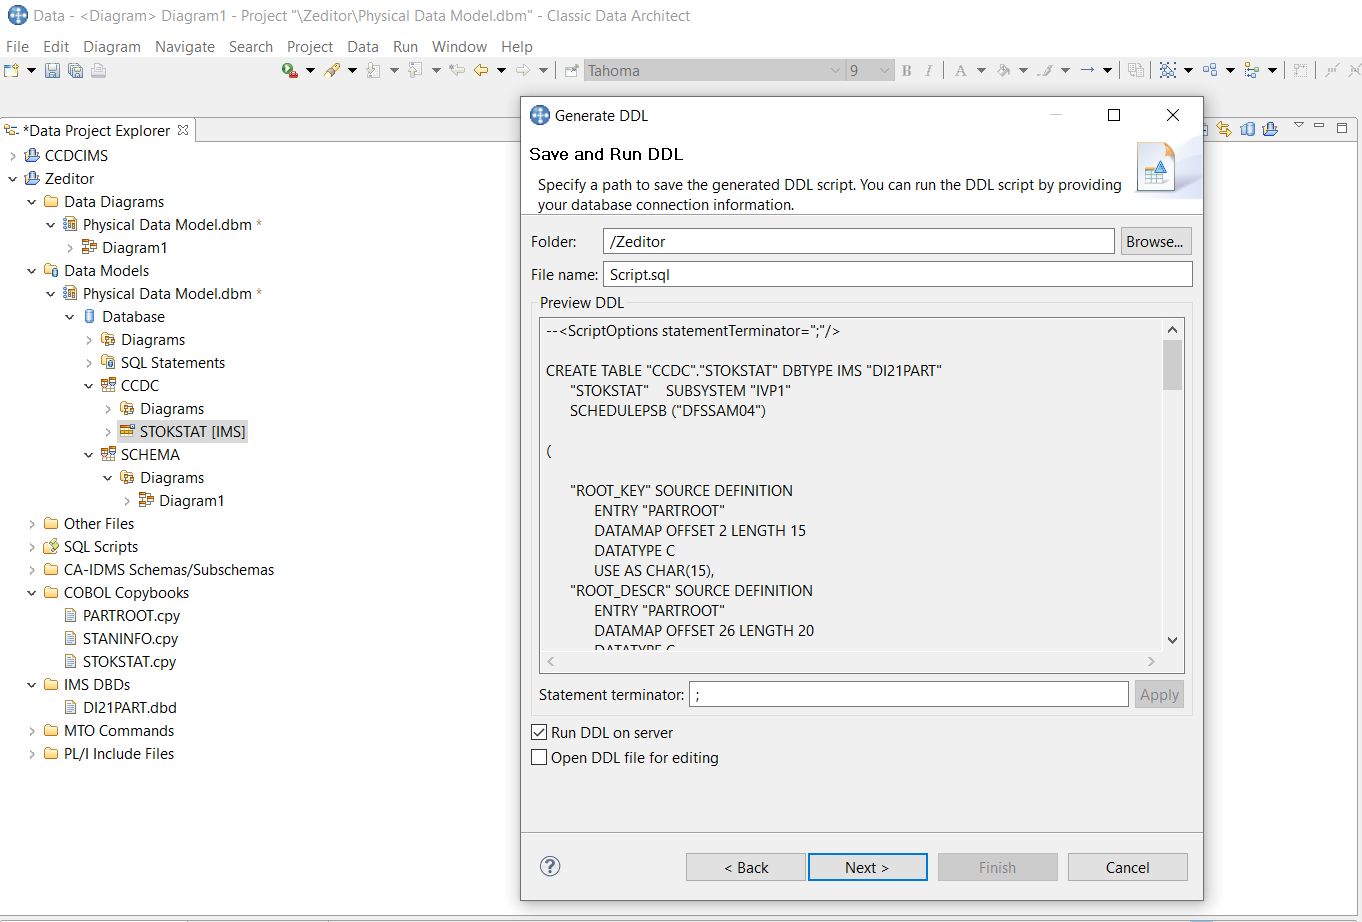 Data - <Diagram> Diagram1 - Project "\Zeditor\Physical Data Model.dbm" - Classic Data Architect
File Edit Diagram Navigate Search Project Data Run Window Help
Tahoma 9 B I A
*Data Project Explorer
CCDCIMS
Zeditor
Data Diagrams
Physical Data Model.dbm *
Diagram1
Data Models
Physical Data Model.dbm *
Database
Diagrams
SQL Statements
CCDC
Diagrams
STOKSTAT [IMS]
SCHEMA
Diagrams
Diagram1
Other Files
SQL Scripts
CA-IDMS Schemas/Subschemas
COBOL Copybooks
PARTROOT.cpy
STANINFO.cpy
STOKSTAT.cpy
IMS DBDs
DI21PART.dbd
MTO Commands
PL/I Include Files
Generate DDL
Save and Run DDL
Specify a path to save the generated DDL script. You can run the DDL script by providing
your database connection information.
Folder: /Zeditor Browse...
File name: Script.sql
Preview DDL
--<ScriptOptions statementTerminator=";"/>
CREATE TABLE "CCDC"."STOKSTAT" DBTYPE IMS "DI21PART"
"STOKSTAT" SUBSYSTEM "IVP1"
SCHEDULEPSB ("DFSSAM04")
(
"ROOT_KEY" SOURCE DEFINITION
ENTRY "PARTROOT"
DATAMAP OFFSET 2 LENGTH 15
DATATYPE C
USE AS CHAR(15),
"ROOT_DESCR" SOURCE DEFINITION
ENTRY "PARTROOT"
DATAMAP OFFSET 26 LENGTH 20
DATATYPE C
Statement terminator: ; Apply
Run DDL on server
Open DDL file for editing
? < Back Next > Finish Cancel